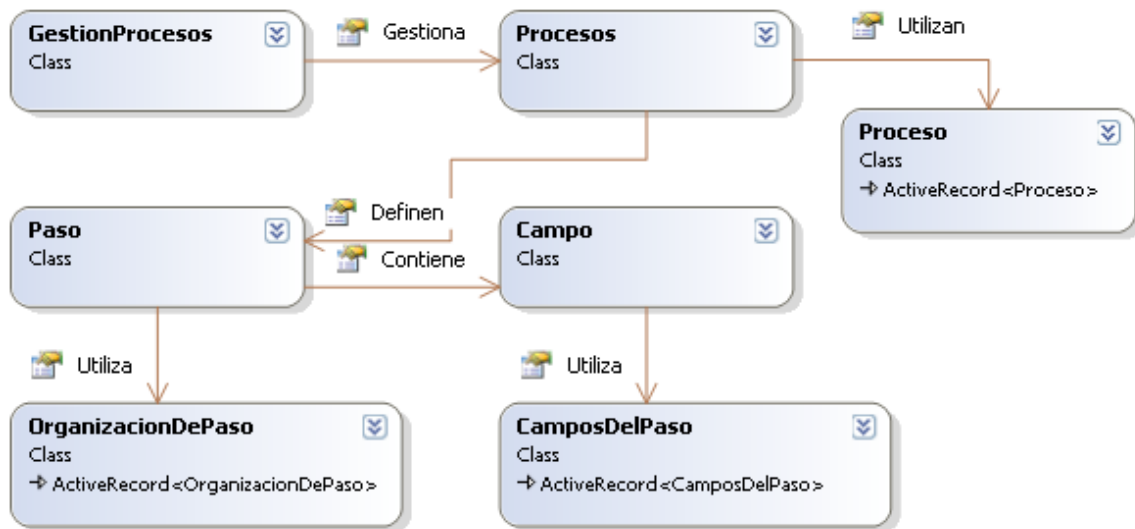 GestionProcesos
Class
Gestiona
Procesos
Class
Utilizan
Proceso
Class
ActiveRecord<Proceso>
Definen
Paso
Class
Contiene
Campo
Class
Utiliza
Utiliza
OrganizacionDePaso
Class
ActiveRecord<OrganizacionDePaso>
CamposDelPaso
Class
ActiveRecord<CamposDelPaso>